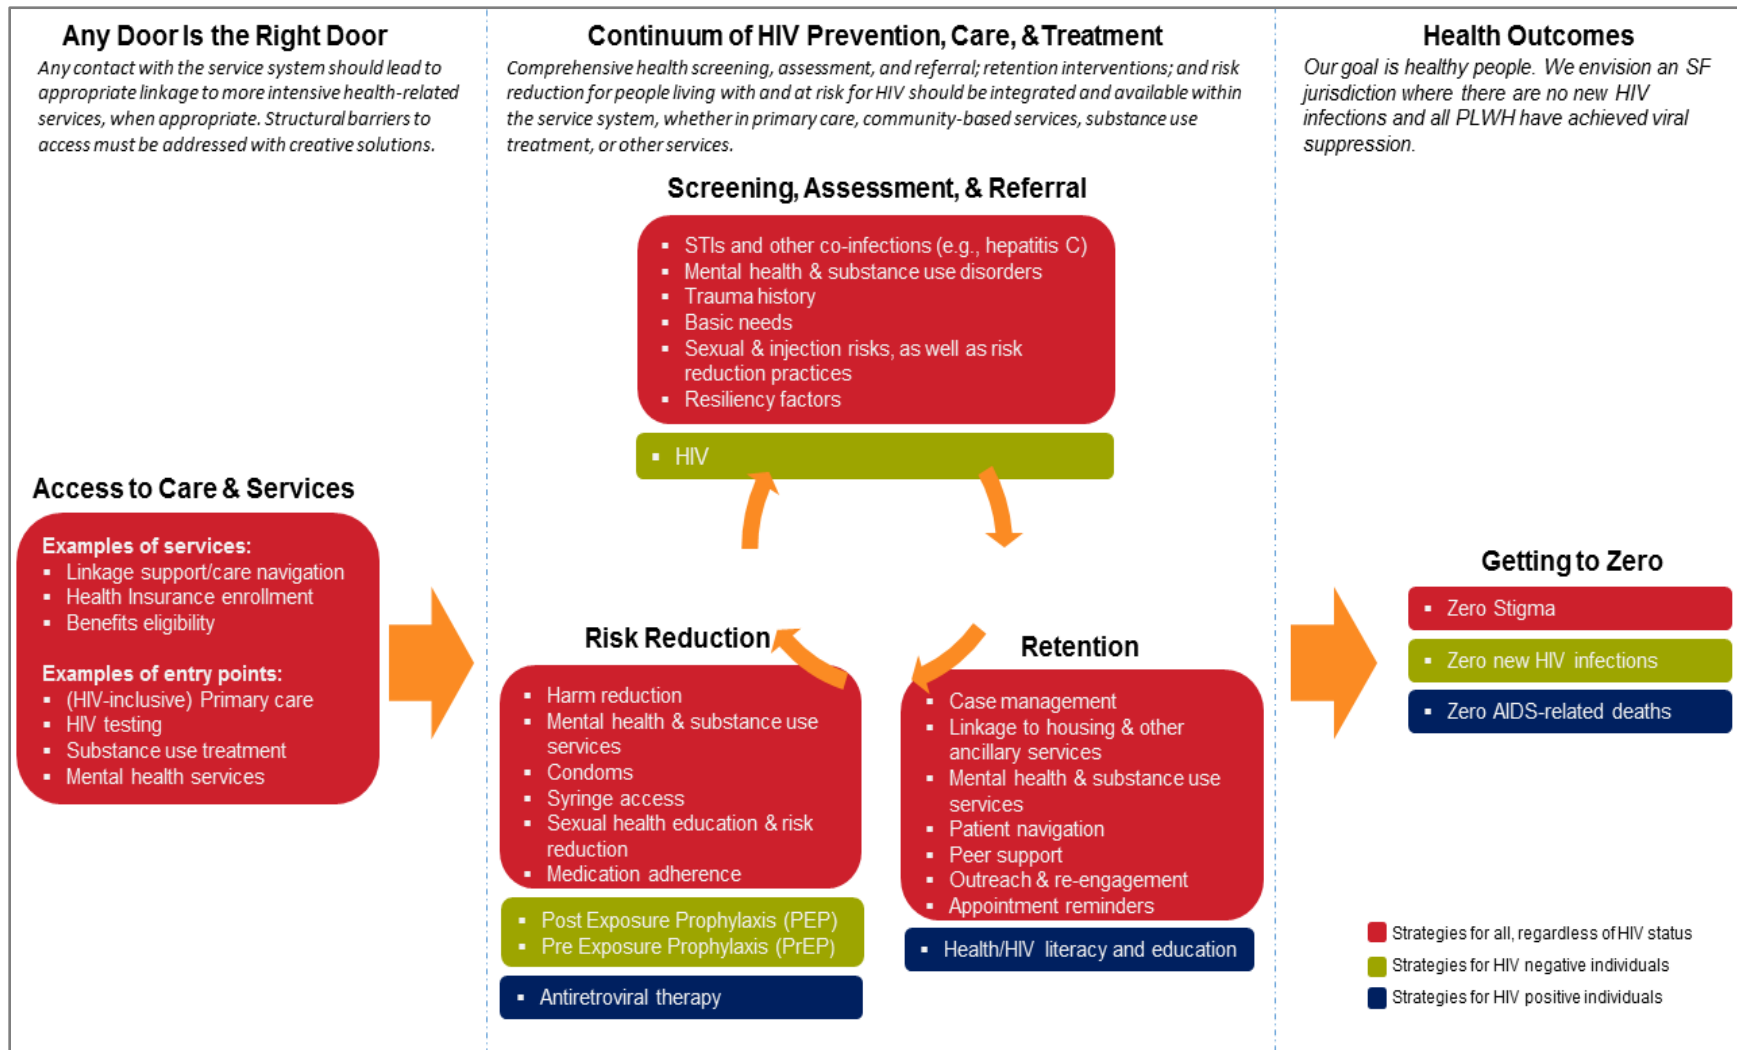 Any Door Is the Right Door
Any contact with the service system should lead to
appropriate linkage to more intensive health-related
services, when appropriate. Structural barriers to
access must be addressed with creative solutions.
Access to Care & Services
Examples of services:
▪ Linkage support/care navigation
▪ Health Insurance enrollment
▪ Benefits eligibility
Examples of entry points:
▪ (HIV-inclusive) Primary care
▪ HIV testing
▪ Substance use treatment
▪ Mental health services
Continuum of HIV Prevention, Care, & Treatment
Comprehensive health screening, assessment, and referral; retention interventions; and risk
reduction for people living with and at risk for HIV should be integrated and available within
the service system, whether in primary care, community-based services, substance use
treatment, or other services.
Screening, Assessment, & Referral
▪ STIs and other co-infections (e.g., hepatitis C)
▪ Mental health & substance use disorders
▪ Trauma history
▪ Basic needs
▪ Sexual & injection risks, as well as risk
reduction practices
▪ Resiliency factors
▪ HIV
Risk Reduction
▪ Harm reduction
▪ Mental health & substance use
services
▪ Condoms
▪ Syringe access
▪ Sexual health education & risk
reduction
▪ Medication adherence
▪ Post Exposure Prophylaxis (PEP)
▪ Pre Exposure Prophylaxis (PrEP)
▪ Antiretroviral therapy
Retention
▪ Case management
▪ Linkage to housing & other
ancillary services
▪ Mental health & substance use
services
▪ Patient navigation
▪ Peer support
▪ Outreach & re-engagement
▪ Appointment reminders
▪ Health/HIV literacy and education
Health Outcomes
Our goal is healthy people. We envision an SF
jurisdiction where there are no new HIV
infections and all PLWH have achieved viral
suppression.
Getting to Zero
▪ Zero Stigma
▪ Zero new HIV infections
▪ Zero AIDS-related deaths
Strategies for all, regardless of HIV status
Strategies for HIV negative individuals
Strategies for HIV positive individuals